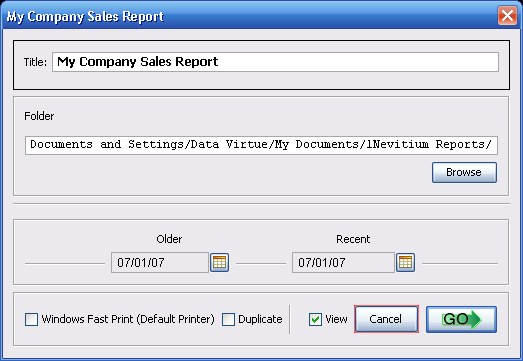 My Company Sales Report
Title: My Company Sales Report
Folder
Documents and Settings/Data Virtue/My Documents/lNevitium Reports/
Browse
Older Recent
07/01/07 07/01/07
Windows Fast Print (Default Printer) Duplicate View Cancel GO